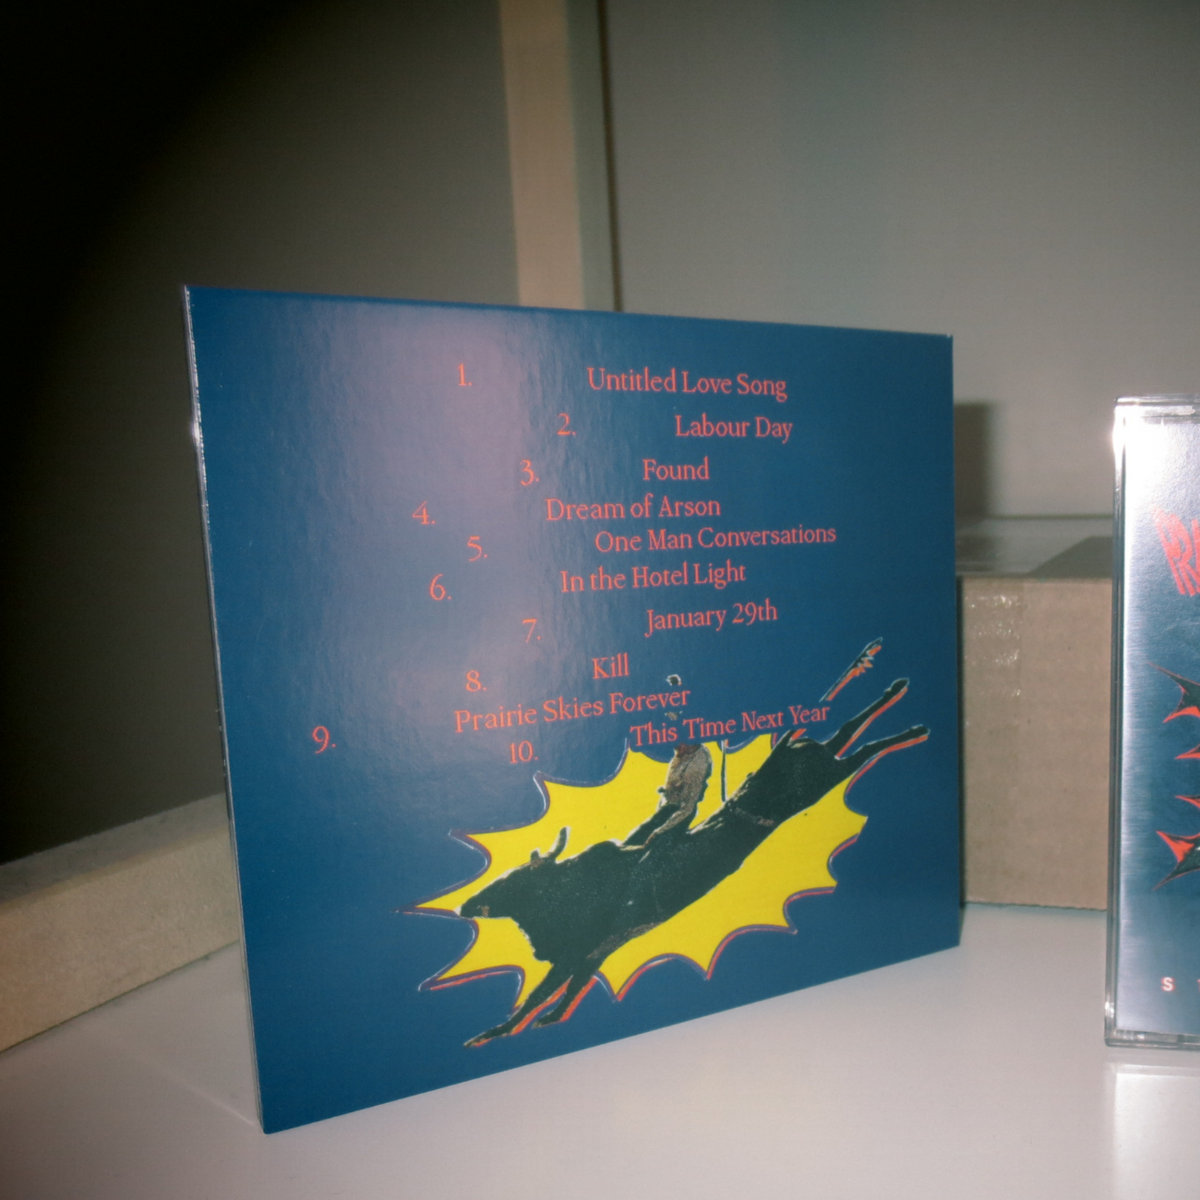 1. Untitled Love Song
2. Labour Day
3. Found
4. Dream of Arson
5. One Man Conversations
6. In the Hotel Light
7. January 29th
8. Kill
9. Prairie Skies Forever
10. This Time Next Year
S